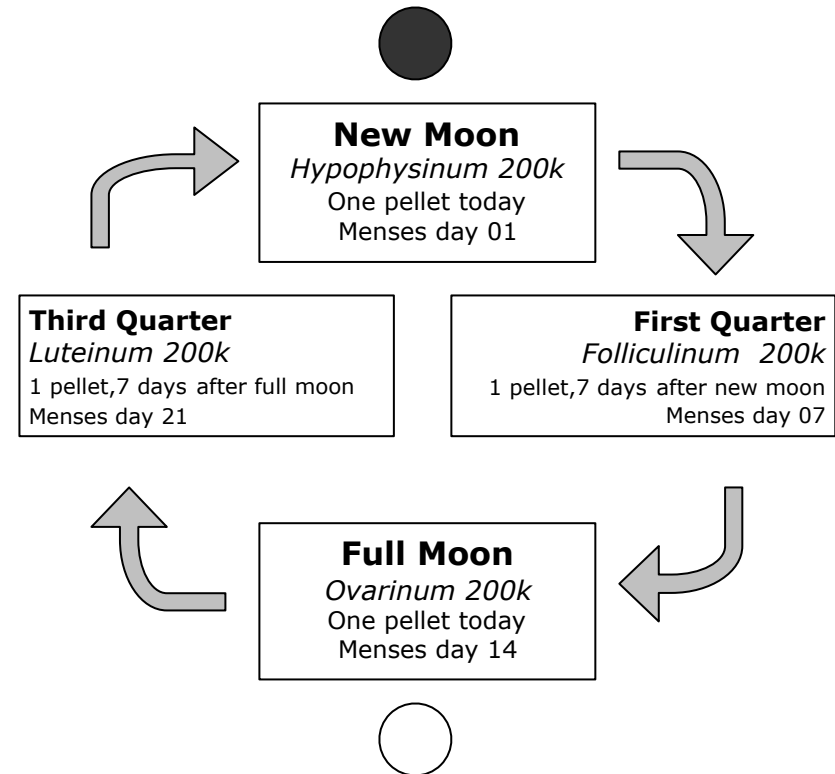 New Moon
Hypophysinum 200k
One pellet today
Menses day 01
Third Quarter
Luteinum 200k
1 pellet,7 days after full moon
Menses day 21
First Quarter
Folliculinum  200k
1 pellet,7 days after new moon
Menses day 07
Full Moon
Ovarinum 200k
One pellet today
Menses day 14